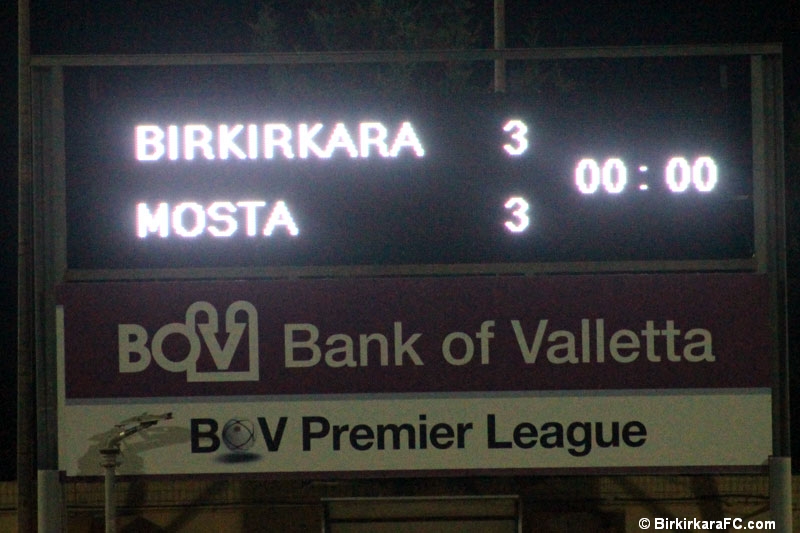 BIRKIRKARA 3
00:00
MOSTA 3
BOV Bank of Valletta
BOV Premier League
© BirkirkaraFC.com